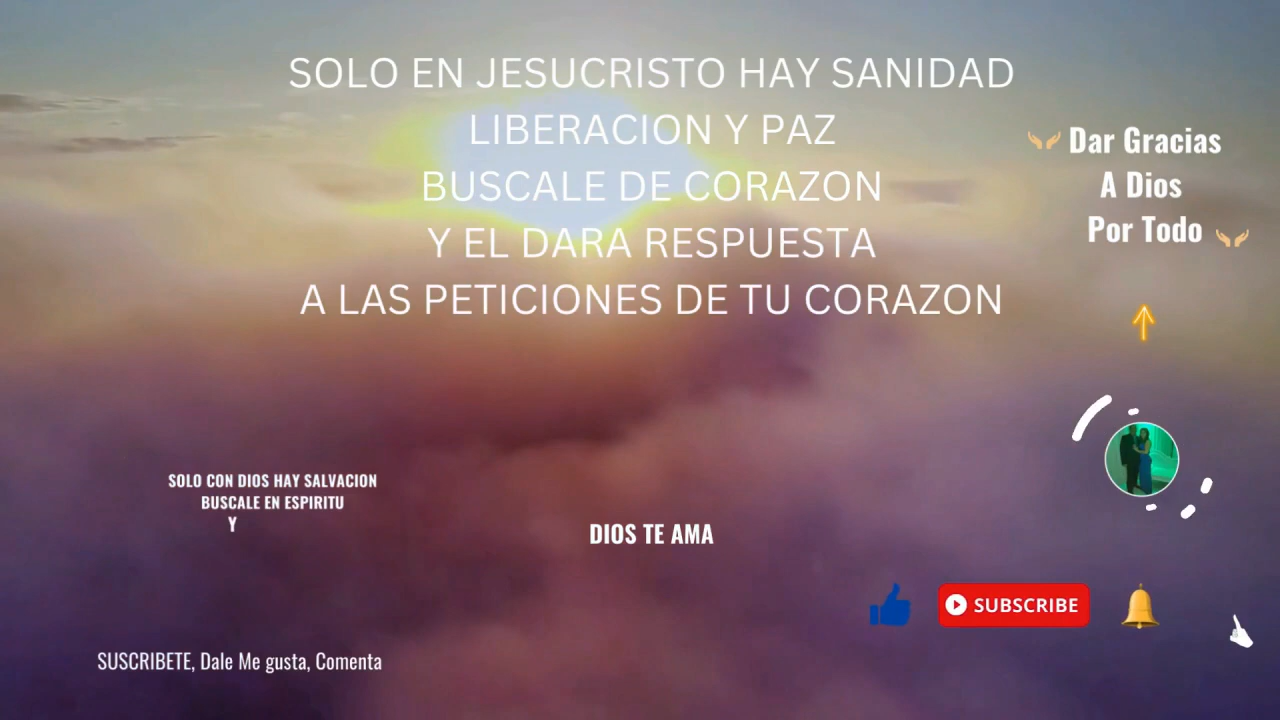 SOLO EN JESUCRISTO HAY SANIDAD
LIBERACION Y PAZ
BUSCALE DE CORAZON
Y EL DARA RESPUESTA
A LAS PETICIONES DE TU CORAZON
Dar Gracias
A Dios
Por Todo
SOLO CON DIOS HAY SALVACION
BUSCALE EN ESPIRITU
Y
DIOS TE AMA
SUBSCRIBE
SUSCRIBETE, Dale Me gusta, Comenta